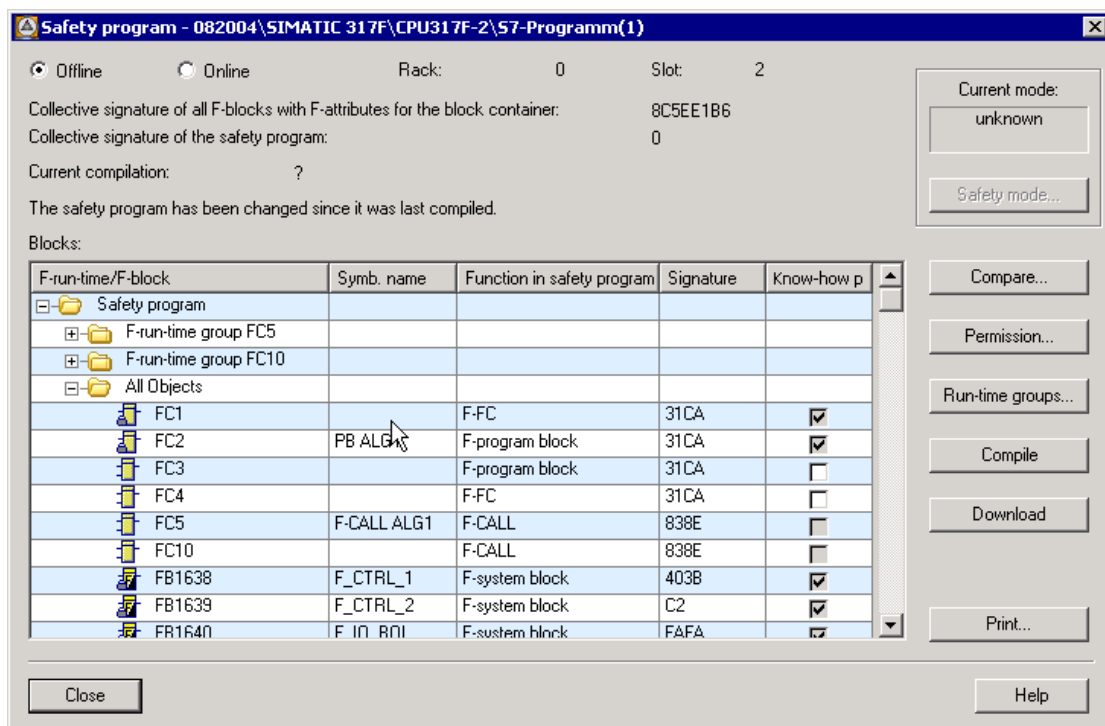 Safety program - 082004\SIMATIC 317F\CPU317F-2\S7-Programm(1)
Offline Online Rack: 0 Slot: 2
Current mode:
unknown
Safety mode...
Collective signature of all F-blocks with F-attributes for the block container: 8C5EE1B6
Collective signature of the safety program: 0
Current compilation: ?
The safety program has been changed since it was last compiled.
Blocks:
F-run-time/F-block Symb. name Function in safety program Signature Know-how p
Safety program
F-run-time group FC5
F-run-time group FC10
All Objects
FC1 F-FC 31CA
FC2 PB ALG F-program block 31CA
FC3 F-program block 31CA
FC4 F-FC 31CA
FC5 F-CALL ALG1 F-CALL 838E
FC10 F-CALL 838E
FB1638 F_CTRL_1 F-system block 403B
FB1639 F_CTRL_2 F-system block C2
FB1640 F_IO_BOI F-system block FAFA
Compare...
Permission...
Run-time groups...
Compile
Download
Print...
Close
Help